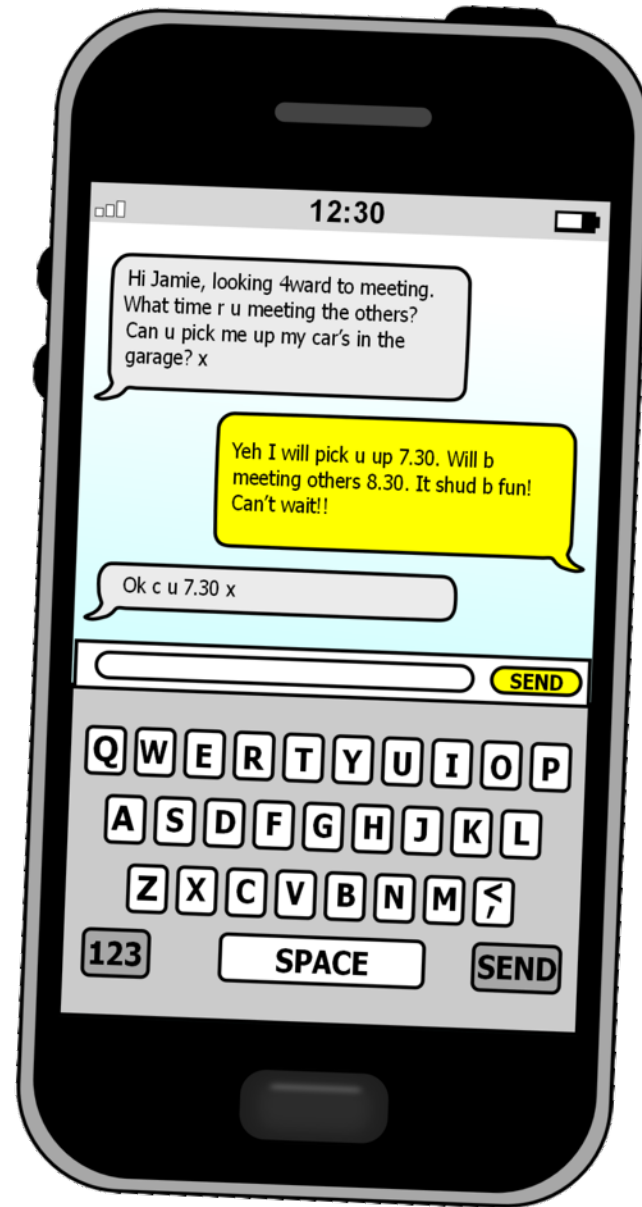 12:30
Hi Jamie, looking 4ward to meeting.
What time r u meeting the others?
Can u pick me up my car's in the
garage? x
Yeh I will pick u up 7.30. Will b
meeting others 8.30. It shud b fun!
Can't wait!!
Ok c u 7.30 x
SEND
Q W E R T Y U I O P
A S D F G H J K L
Z X C V B N M < ,
123 SPACE SEND